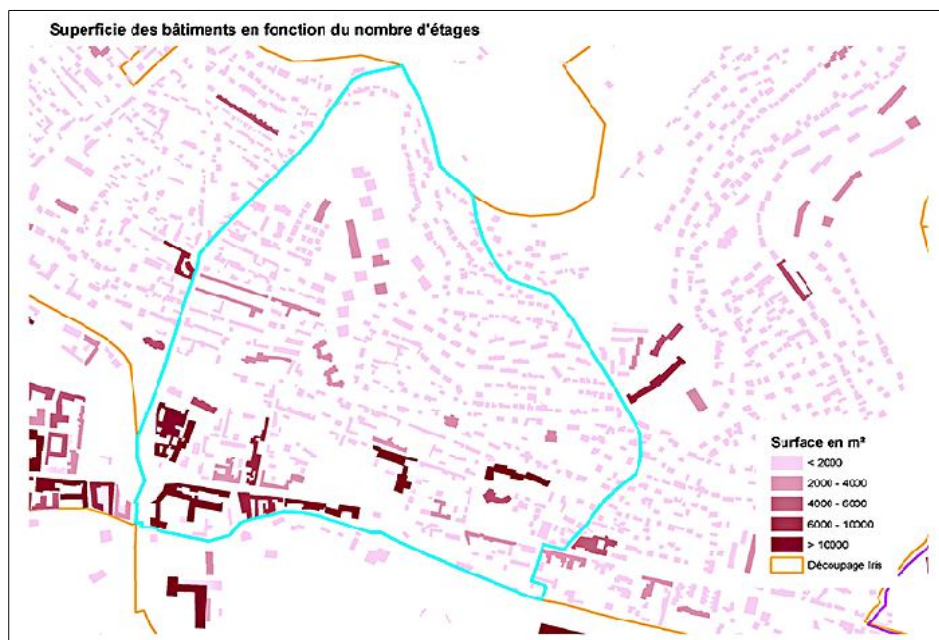 Superficie des bâtiments en fonction du nombre d'étages
Surface en m²
< 2000
2000 - 4000
4000 - 6000
6000 - 10000
> 10000
Découpage Iris